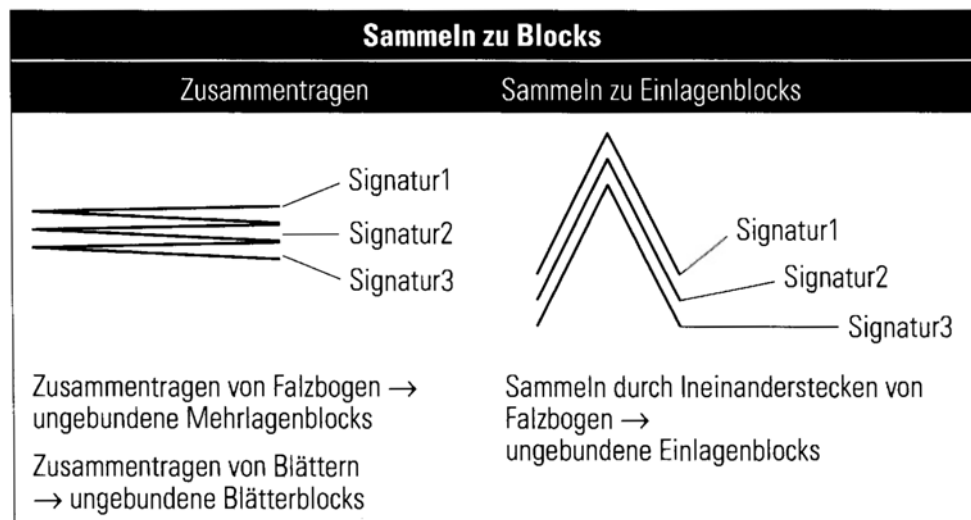 Sammeln zu Blocks
Zusammentragen
Sammeln zu Einlagenblocks
Signatur1
Signatur2
Signatur3
Signatur1
Signatur2
Signatur3
Zusammentragen von Falzbogen →
ungebundene Mehrlagenblocks
Zusammentragen von Blättern
→ ungebundene Blätterblocks
Sammeln durch Ineinanderstecken von
Falzbogen →
ungebundene Einlagenblocks